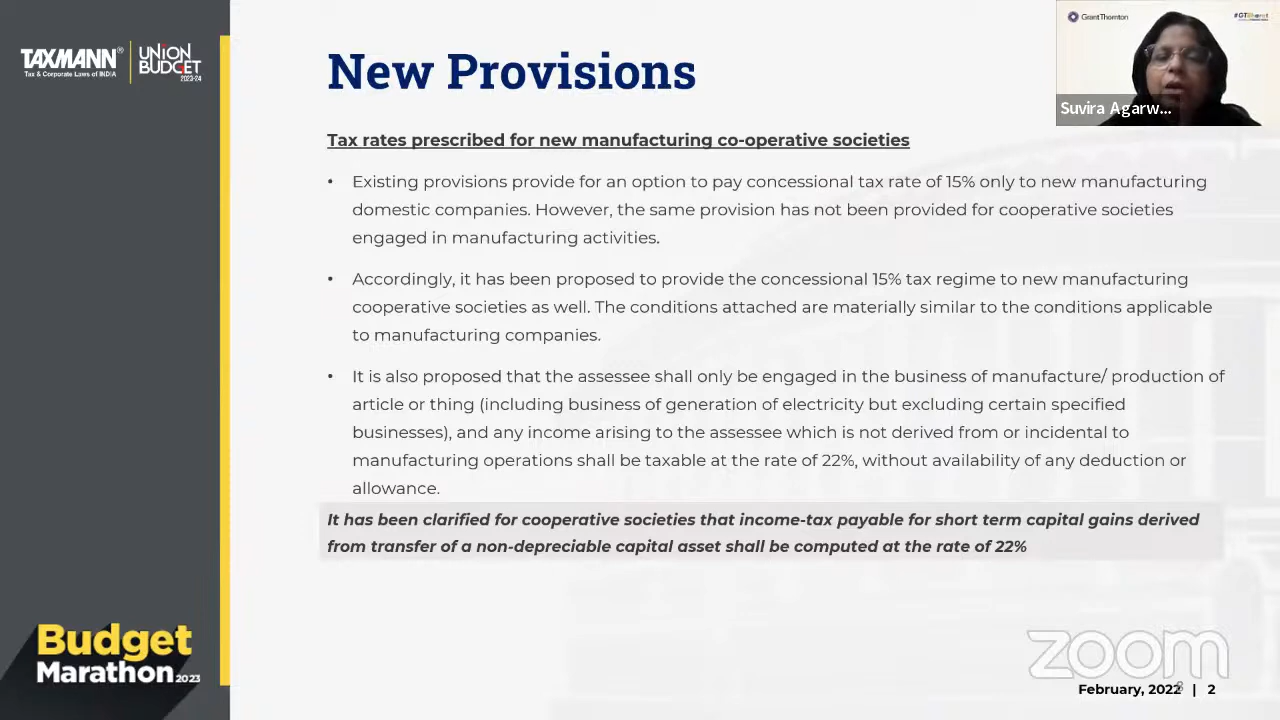 TAXMANN®
Tax & Corporate Laws of INDIA
UNION
BUDGET
2023-24
New Provisions
GrantThornton
#GTBharat
Suvira Agarw...
Tax rates prescribed for new manufacturing co-operative societies
• Existing provisions provide for an option to pay concessional tax rate of 15% only to new manufacturing
domestic companies. However, the same provision has not been provided for cooperative societies
engaged in manufacturing activities.
• Accordingly, it has been proposed to provide the concessional 15% tax regime to new manufacturing
cooperative societies as well. The conditions attached are materially similar to the conditions applicable
to manufacturing companies.
• It is also proposed that the assessee shall only be engaged in the business of manufacture/ production of
article or thing (including business of generation of electricity but excluding certain specified
businesses), and any income arising to the assessee which is not derived from or incidental to
manufacturing operations shall be taxable at the rate of 22%, without availability of any deduction or
allowance.
It has been clarified for cooperative societies that income-tax payable for short term capital gains derived
from transfer of a non-depreciable capital asset shall be computed at the rate of 22%
Budget
Marathon 2023
zoom
February, 2022 | 2